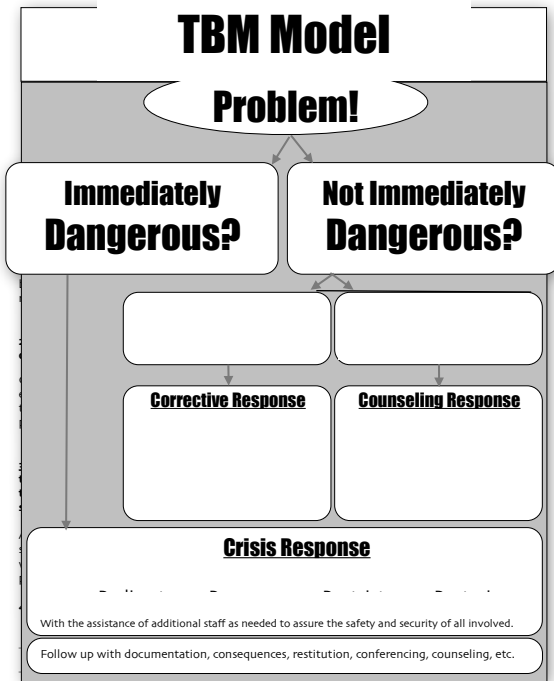 TBM Model
Problem!
Immediately
Dangerous?
Not Immediately
Dangerous?
Corrective Response
Counseling Response
Crisis Response
With the assistance of additional staff as needed to assure the safety and security of all involved.
Follow up with documentation, consequences, restitution, conferencing, counseling, etc.